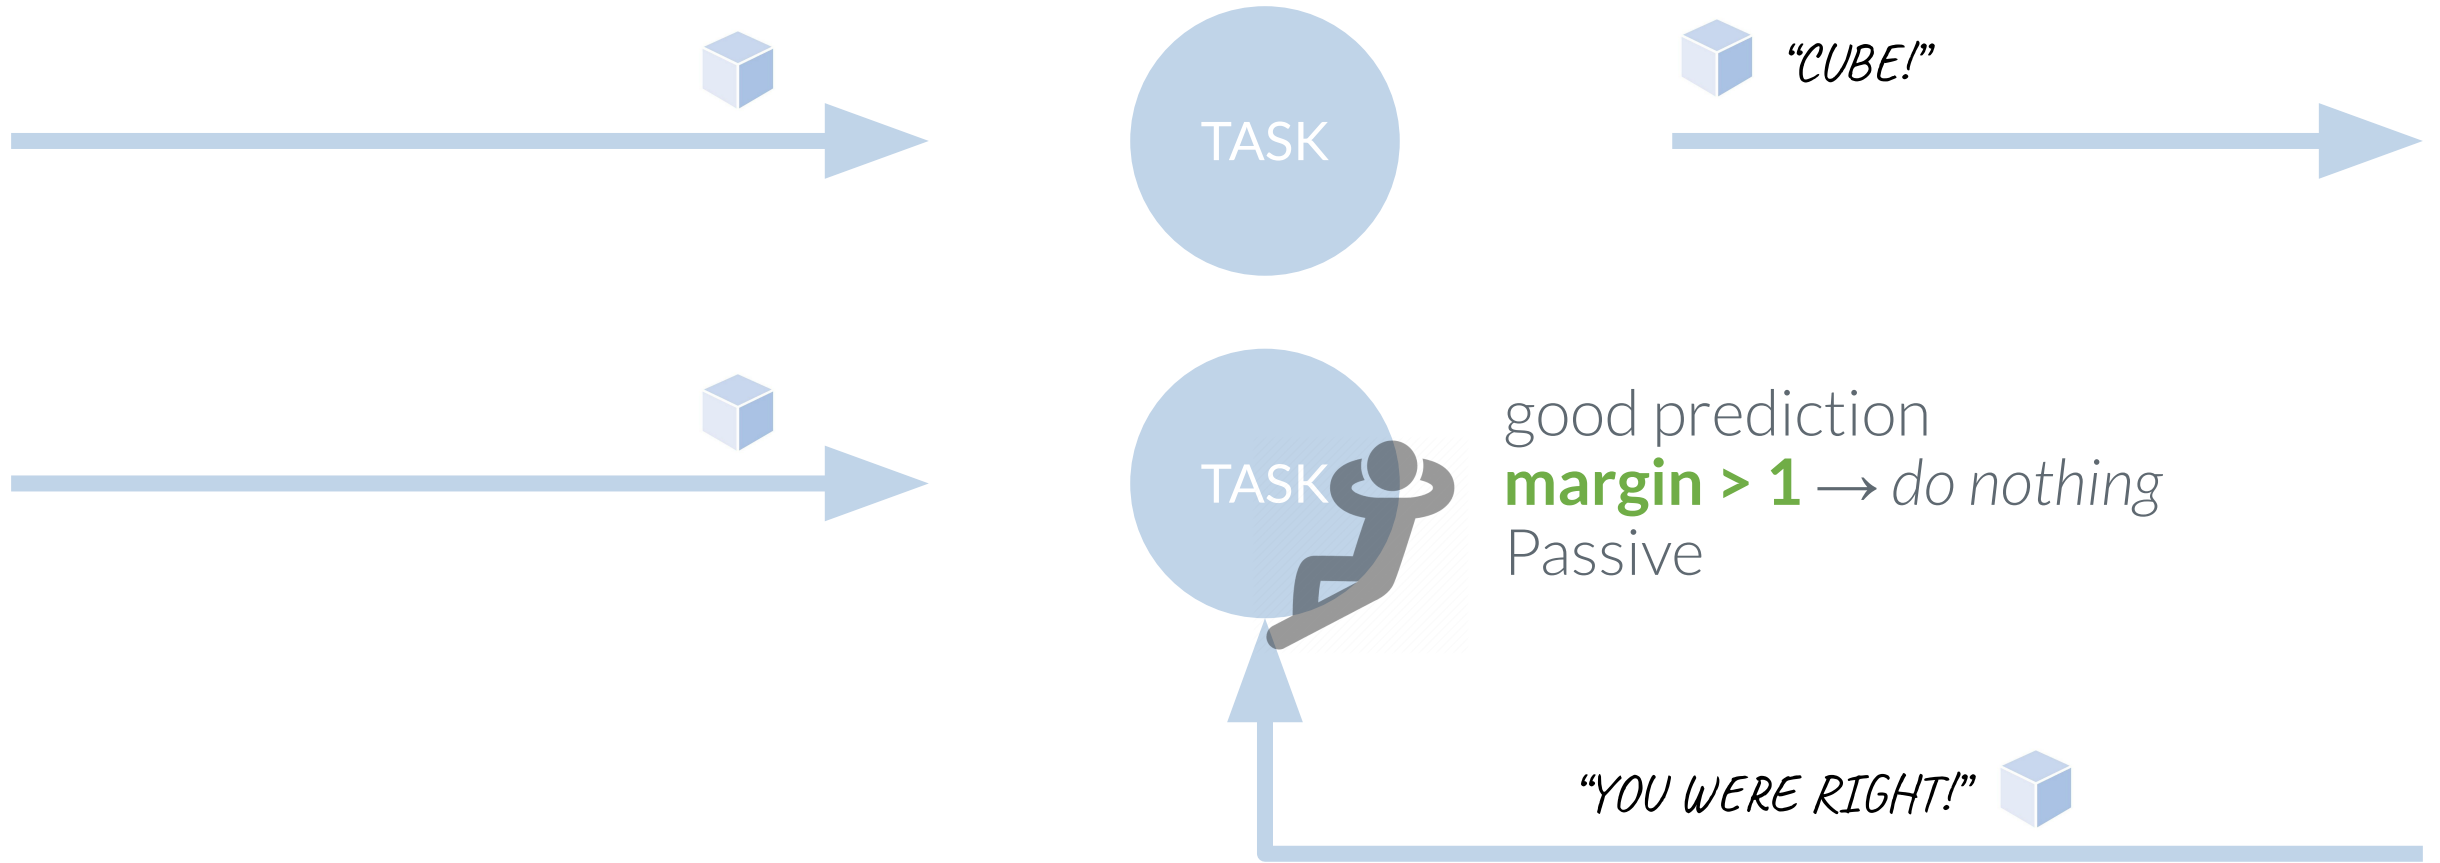 TASK
“CUBE!”
TASK
good prediction
margin > 1 → do nothing
Passive
“YOU WERE RIGHT!”